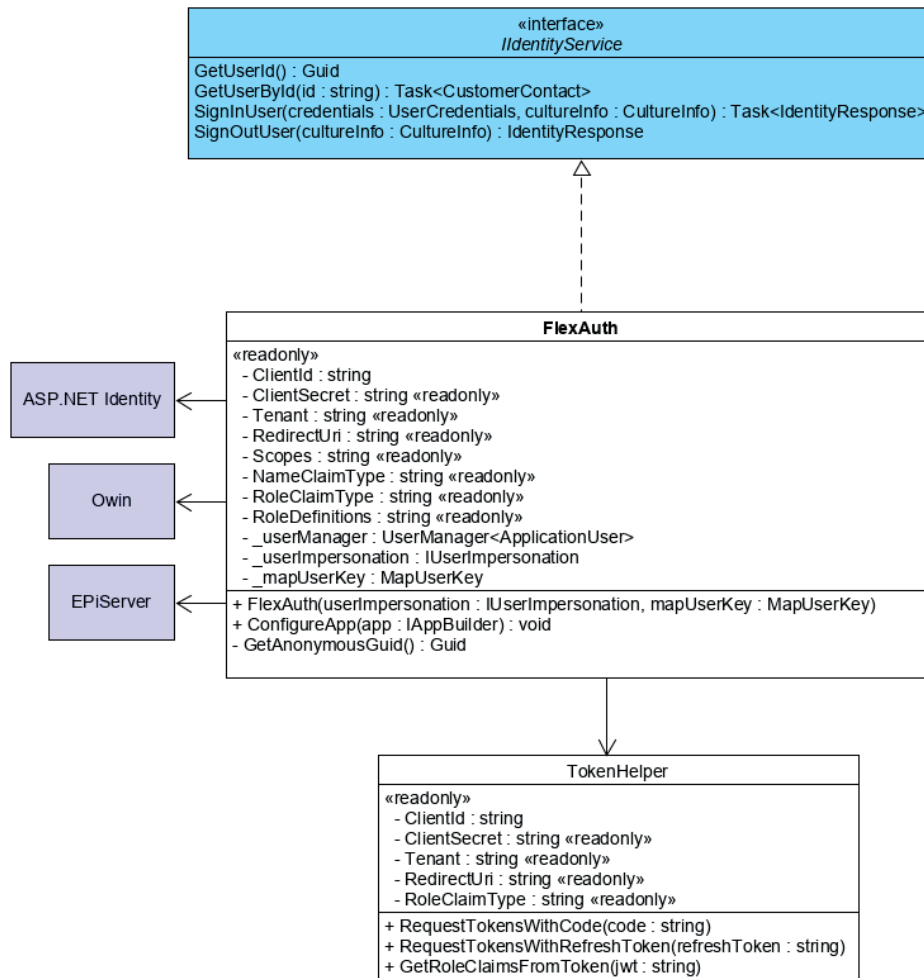 «interface»
IIdentityService
GetUserId() : Guid
GetUserById(id : string) : Task<CustomerContact>
SignInUser(credentials : UserCredentials, cultureInfo : CultureInfo) : Task<IdentityResponse>
SignOutUser(cultureInfo : CultureInfo) : IdentityResponse
FlexAuth
«readonly»
- ClientId : string
- ClientSecret : string «readonly»
- Tenant : string «readonly»
- RedirectUri : string «readonly»
- Scopes : string «readonly»
- NameClaimType : string «readonly»
- RoleClaimType : string «readonly»
- RoleDefinitions : string «readonly»
- _userManager : UserManager<ApplicationUser>
- _userImpersonation : IUserImpersonation
- _mapUserKey : MapUserKey
+ FlexAuth(userImpersonation : IUserImpersonation, mapUserKey : MapUserKey)
+ ConfigureApp(app : IAppBuilder) : void
- GetAnonymousGuid() : Guid
ASP.NET Identity
Owin
EPiServer
TokenHelper
«readonly»
- ClientId : string
- ClientSecret : string «readonly»
- Tenant : string «readonly»
- RedirectUri : string «readonly»
- RoleClaimType : string «readonly»
+ RequestTokensWithCode(code : string)
+ RequestTokensWithRefreshToken(refreshToken : string)
+ GetRoleClaimsFromToken(jwt : string)